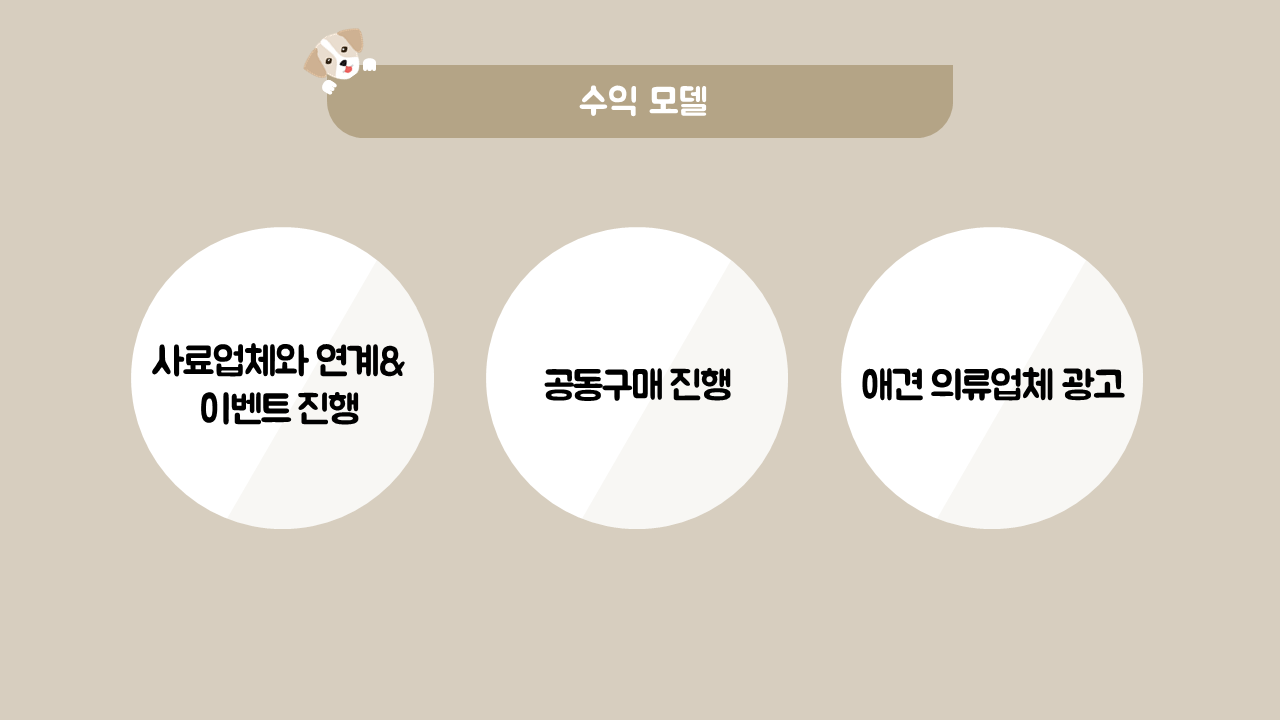 수익 모델
사료업체와 연계&
이벤트 진행
공동구매 진행
애견 의류업체 광고